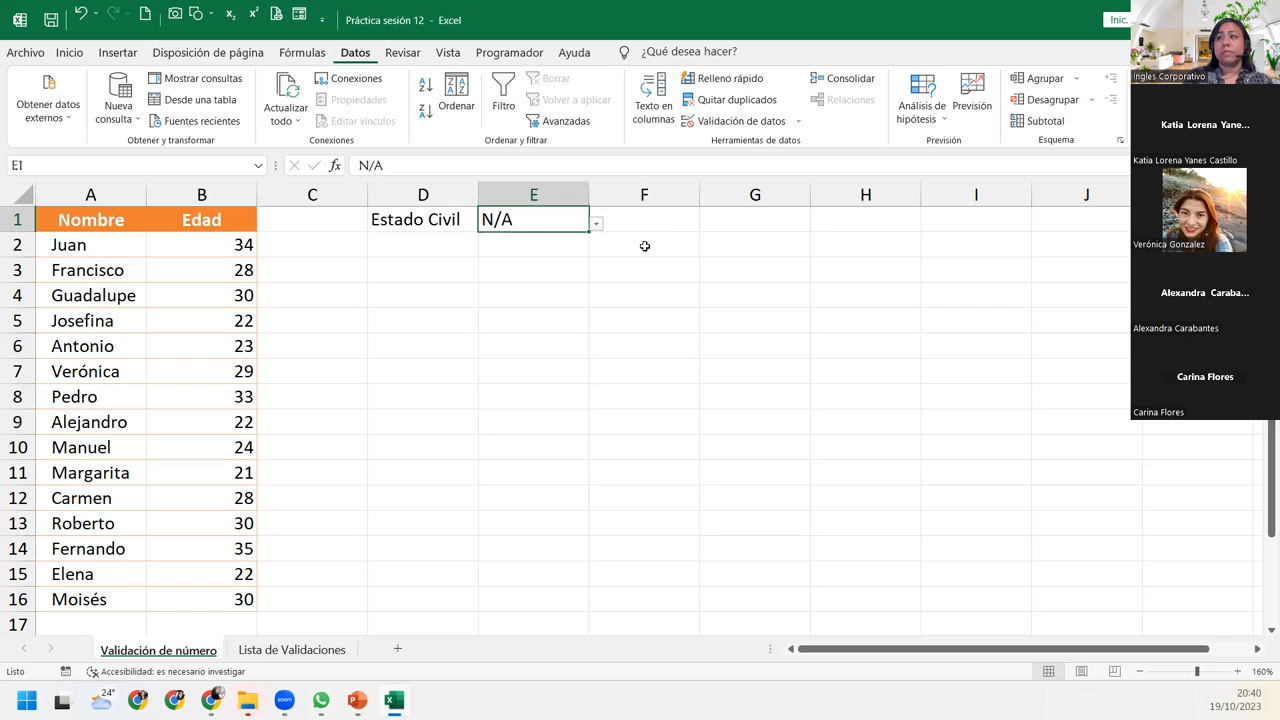 Práctica sesión 12 - Excel
Inic.
Archivo Inicio Insertar Disposición de página Fórmulas Datos Revisar Vista Programador Ayuda ¿Qué desea hacer?
Obtener datos externos
Nueva consulta
Mostrar consultas
Desde una tabla
Fuentes recientes
Obtener y transformar
Actualizar todo
Conexiones
Propiedades
Editar vínculos
Conexiones
Ordenar
Filtro
Borrar
Volver a aplicar
Avanzadas
Ordenar y filtrar
Texto en columnas
Relleno rápido
Quitar duplicados
Validación de datos
Consolidar
Relaciones
Herramientas de datos
Análisis de hipótesis
Previsión
Previsión
Agrupar
Desagrupar
Subtotal
Esquema
E1 fx N/A
A B C D E F G H I J
1 Nombre Edad Estado Civil N/A
2 Juan 34
3 Francisco 28
4 Guadalupe 30
5 Josefina 22
6 Antonio 23
7 Verónica 29
8 Pedro 33
9 Alejandro 22
10 Manuel 24
11 Margarita 21
12 Carmen 28
13 Roberto 30
14 Fernando 35
15 Elena 22
16 Moisés 30
17
Validación de número Lista de Validaciones
Listo Accesibilidad: es necesario investigar 160%
24°
zoom
20:40
19/10/2023
Ingles Corporativo
Katia Lorena Yane...
Katia Lorena Yanes Castillo
Verónica Gonzalez
Alexandra Caraba...
Alexandra Carabantes
Carina Flores
Carina Flores